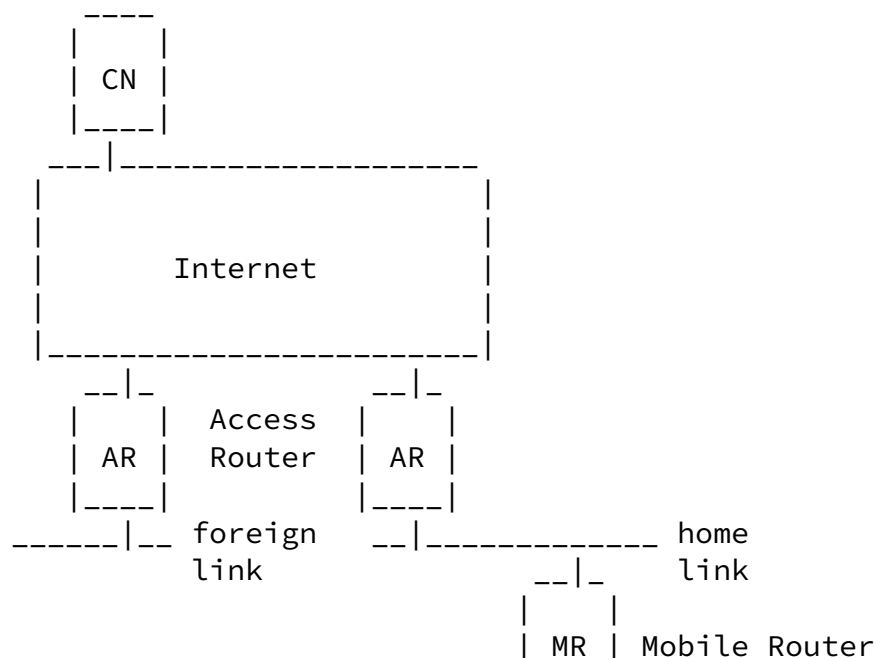 CN
Internet
Access
AR Router AR
foreign home
link link
MR Mobile Router